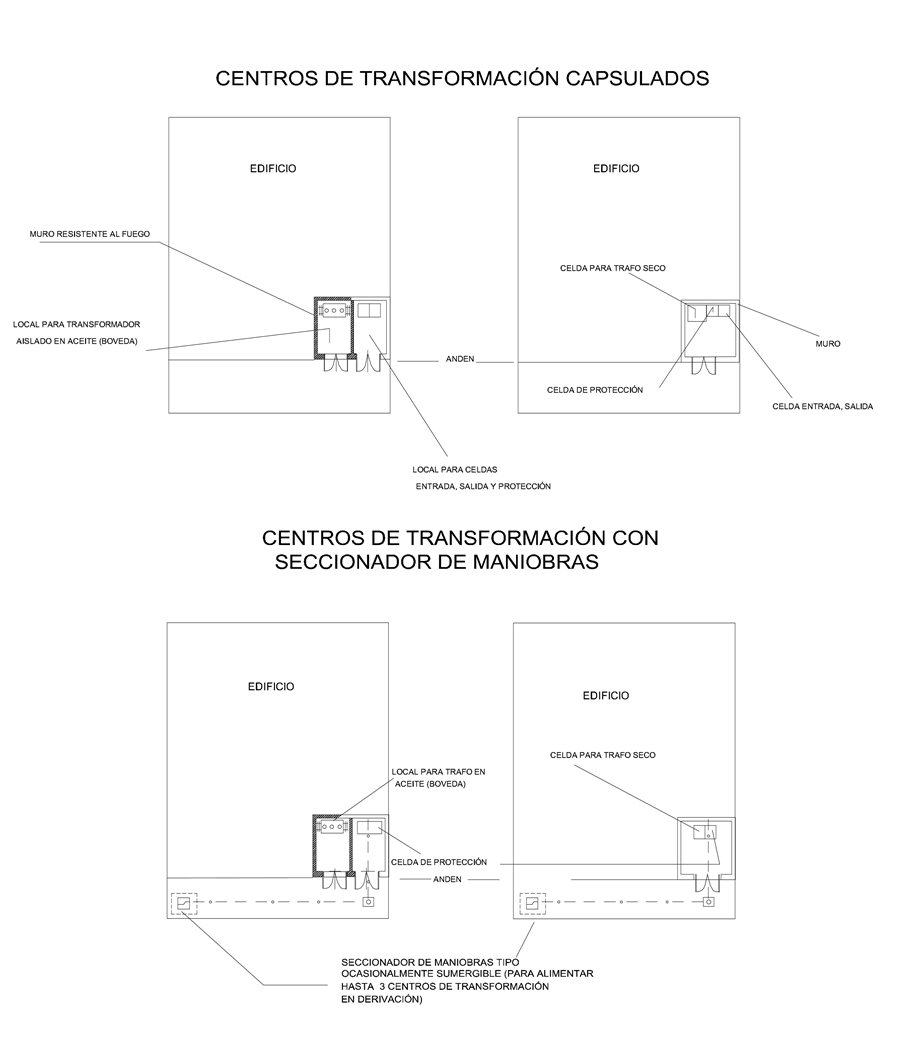 CENTROS DE TRANSFORMACIÓN CAPSULADOS
EDIFICIO
EDIFICIO
MURO RESISTENTE AL FUEGO
CELDA PARA TRAFO SECO
LOCAL PARA TRANSFORMADOR
AISLADO EN ACEITE (BOVEDA)
MURO
ANDEN
CELDA DE PROTECCIÓN
CELDA ENTRADA, SALIDA
LOCAL PARA CELDAS
ENTRADA, SALIDA Y PROTECCIÓN
CENTROS DE TRANSFORMACIÓN CON
SECCIONADOR DE MANIOBRAS
EDIFICIO
EDIFICIO
CELDA PARA TRAFO SECO
LOCAL PARA TRAFO EN
ACEITE (BOVEDA)
CELDA DE PROTECCIÓN
ANDEN
SECCIONADOR DE MANIOBRAS TIPO
OCASIONALMENTE SUMERGIBLE (PARA ALIMENTAR
HASTA 3 CENTROS DE TRANSFORMACIÓN
EN DERIVACIÓN)